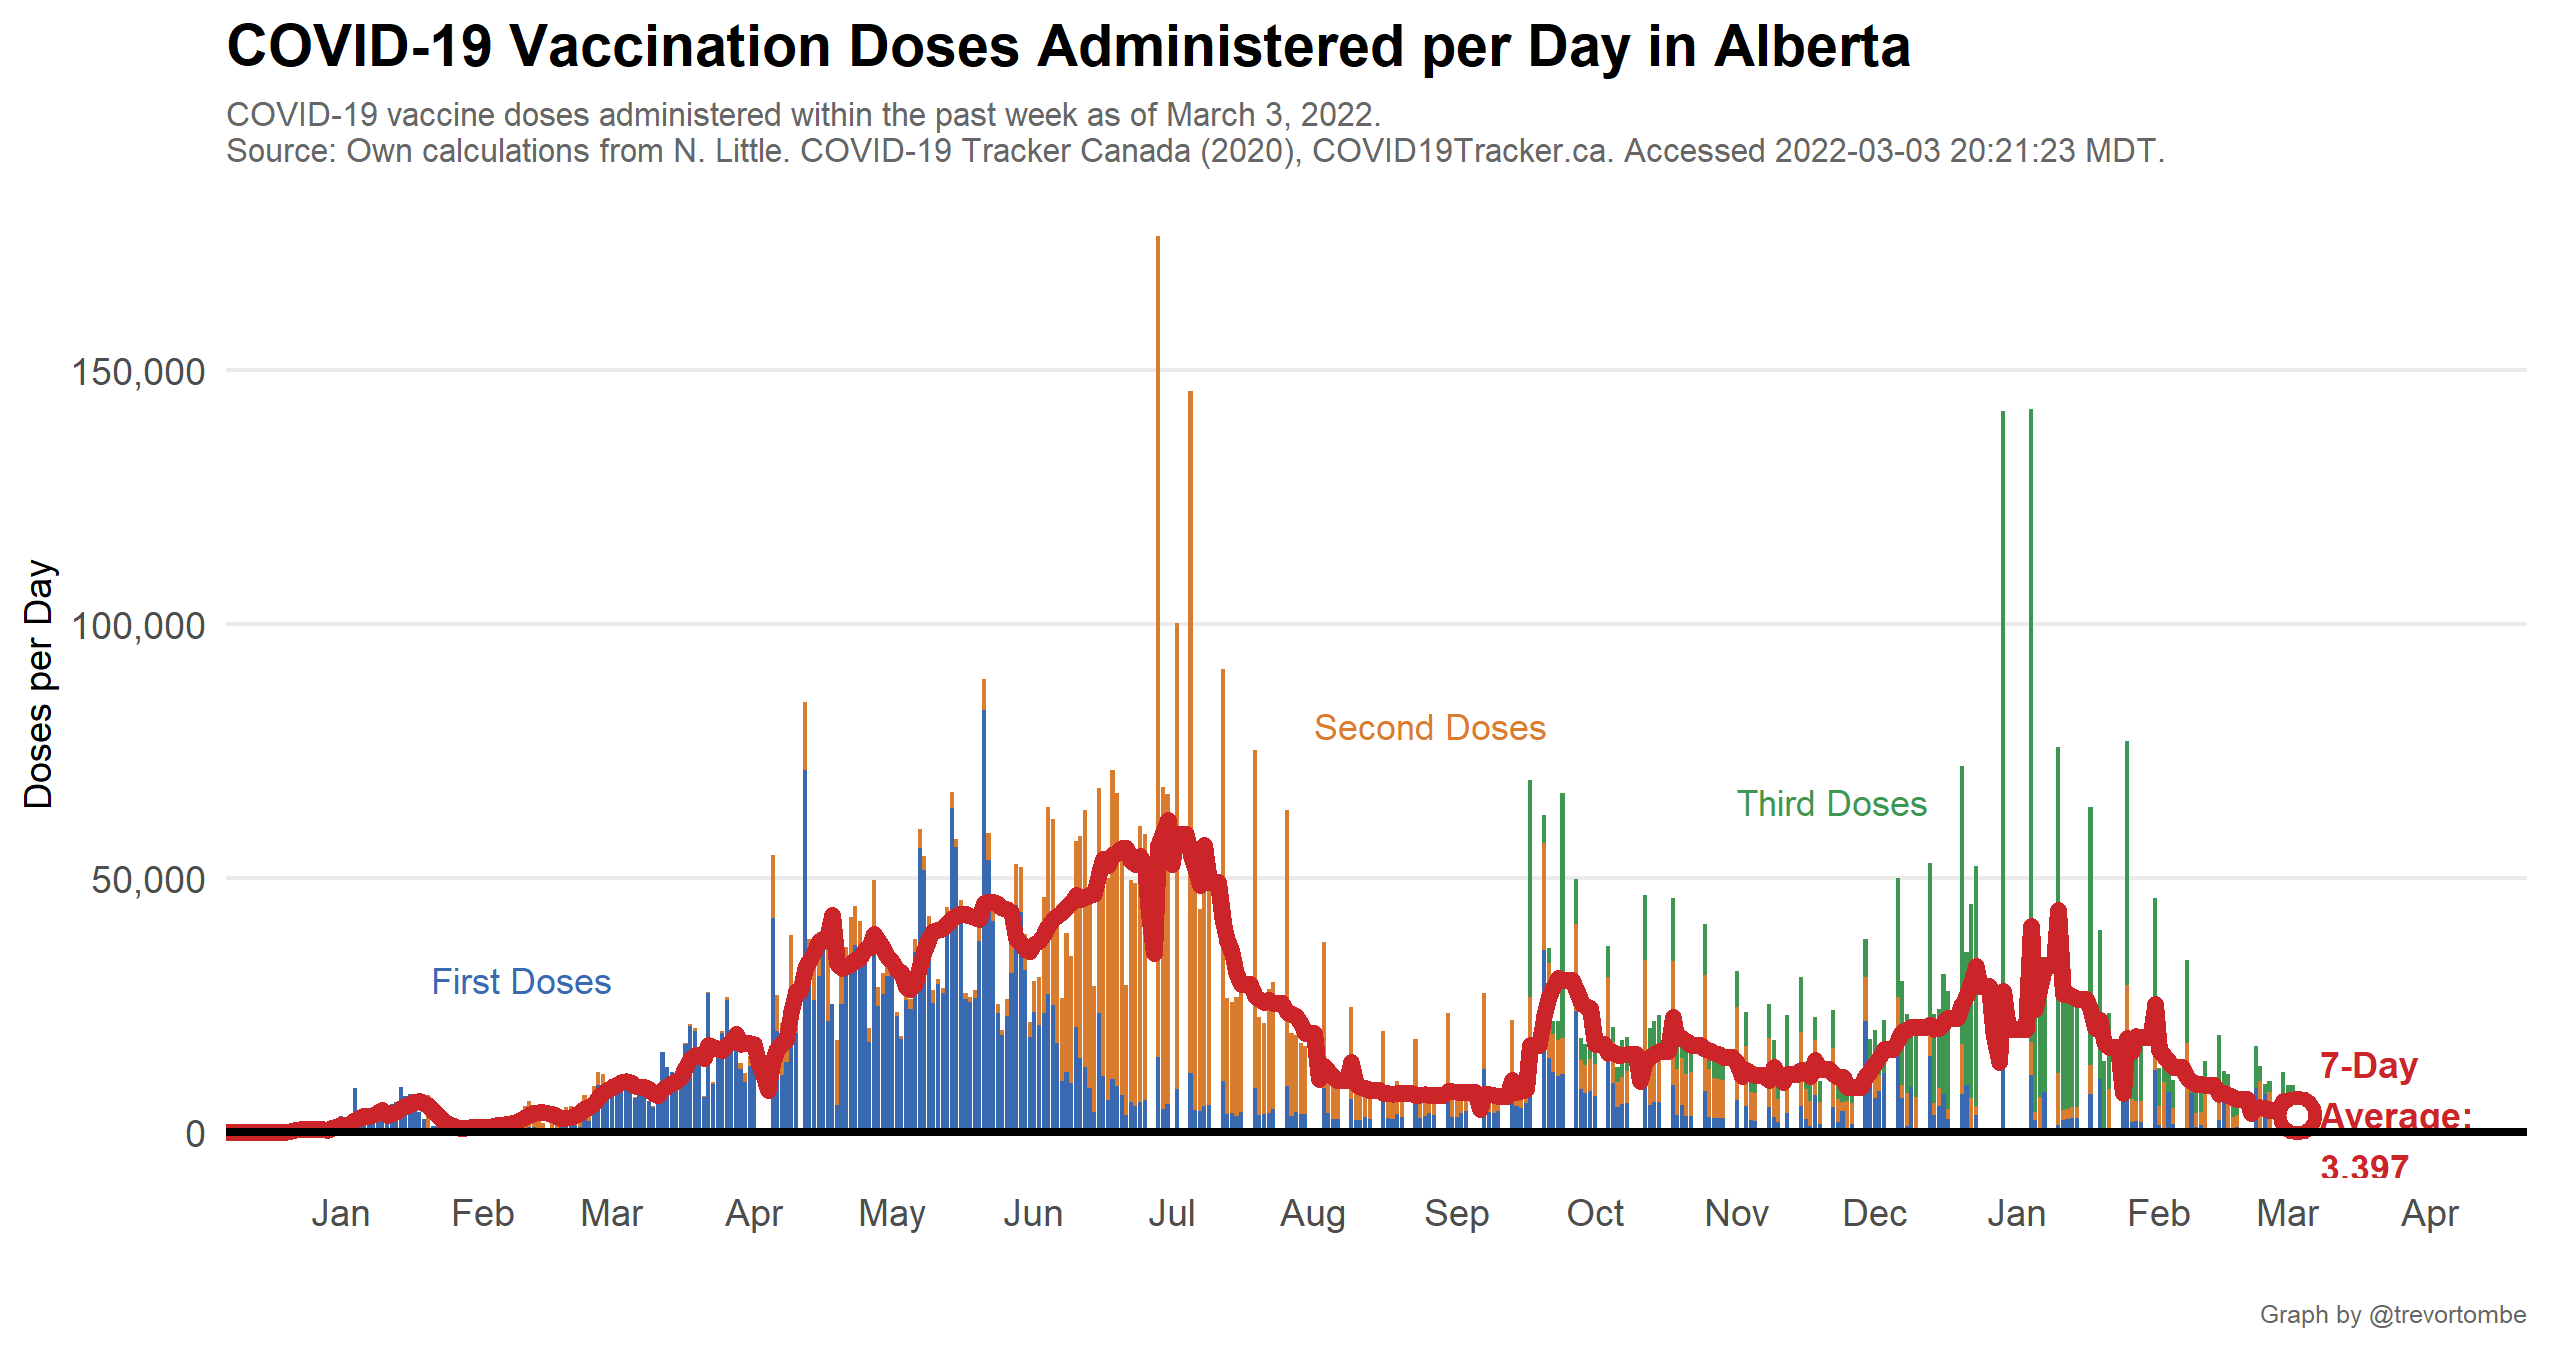 COVID-19 Vaccination Doses Administered per Day in Alberta
COVID-19 vaccine doses administered within the past week as of March 3, 2022.
Source: Own calculations from N. Little. COVID-19 Tracker Canada (2020), COVID19Tracker.ca. Accessed 2022-03-03 20:21:23 MDT.
Doses per Day
150,000
100,000
50,000
0
First Doses
Second Doses
Third Doses
7-Day
Average:
3,397
Jan Feb Mar Apr May Jun Jul Aug Sep Oct Nov Dec Jan Feb Mar Apr
Graph by @trevortombe